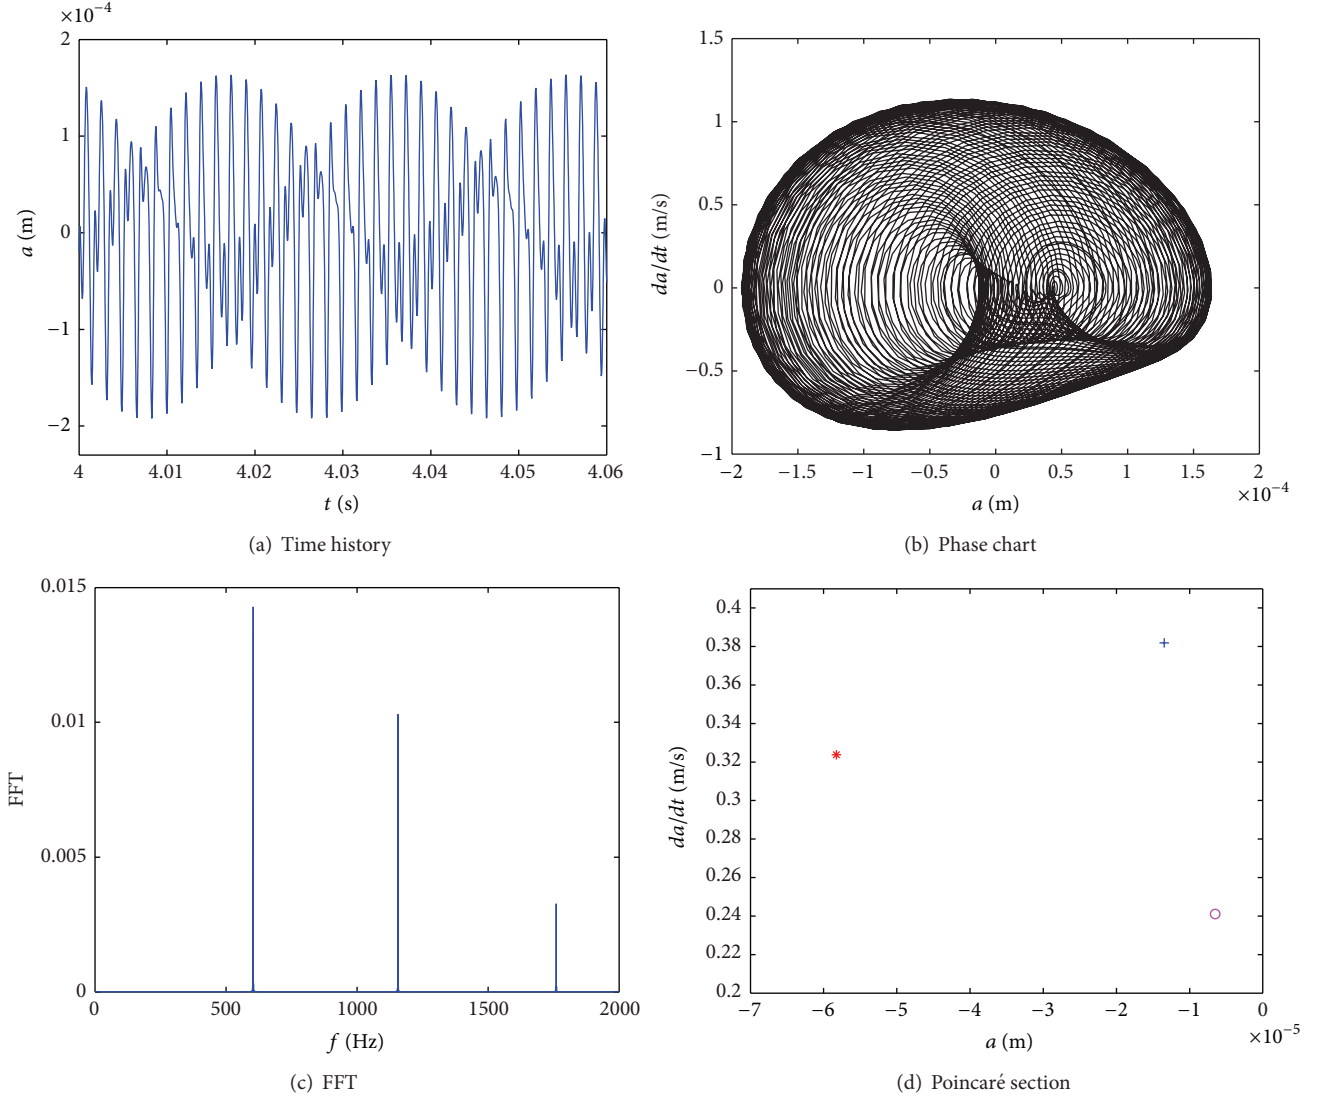 ×10⁻⁴
2
1
0
−1
−2
a (m)
4 4.01 4.02 4.03 4.04 4.05 4.06
t (s)
(a) Time history
1.5
1
0.5
0
−0.5
−1
da/dt (m/s)
−2 −1.5 −1 −0.5 0 0.5 1 1.5 2
×10⁻⁴
a (m)
(b) Phase chart
0.015
0.01
0.005
0
FFT
0 500 1000 1500 2000
f (Hz)
(c) FFT
0.4
0.38
0.36
0.34
0.32
0.3
0.28
0.26
0.24
0.22
0.2
da/dt (m/s)
−7 −6 −5 −4 −3 −2 −1 0
×10⁻⁵
a (m)
(d) Poincaré section